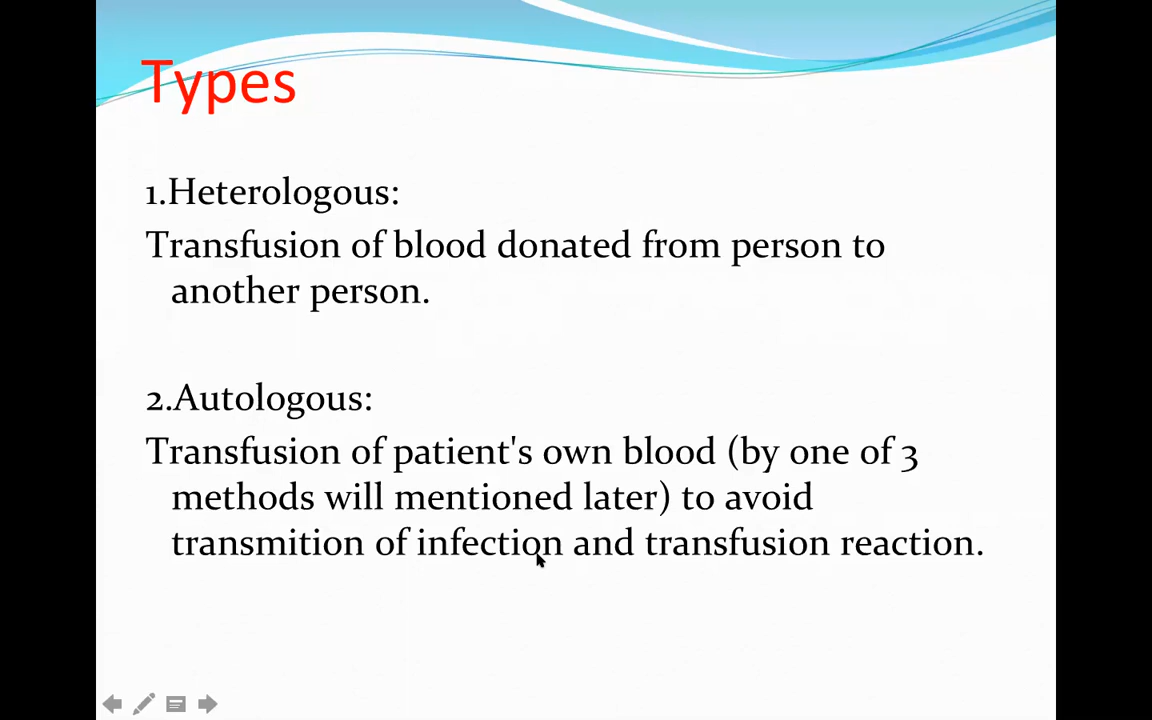 Types
1.Heterologous:
Transfusion of blood donated from person to
another person.
2.Autologous:
Transfusion of patient's own blood (by one of 3
methods will mentioned later) to avoid
transmition of infection and transfusion reaction.